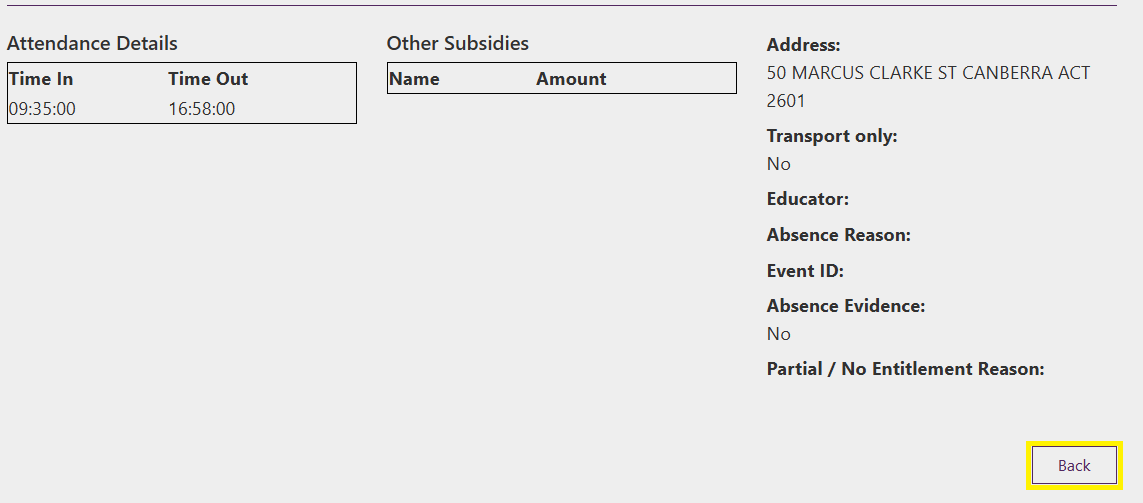 Attendance Details
Time In Time Out
09:35:00 16:58:00
Other Subsidies
Name Amount
Address:
50 MARCUS CLARKE ST CANBERRA ACT
2601
Transport only:
No
Educator:
Absence Reason:
Event ID:
Absence Evidence:
No
Partial / No Entitlement Reason:
Back